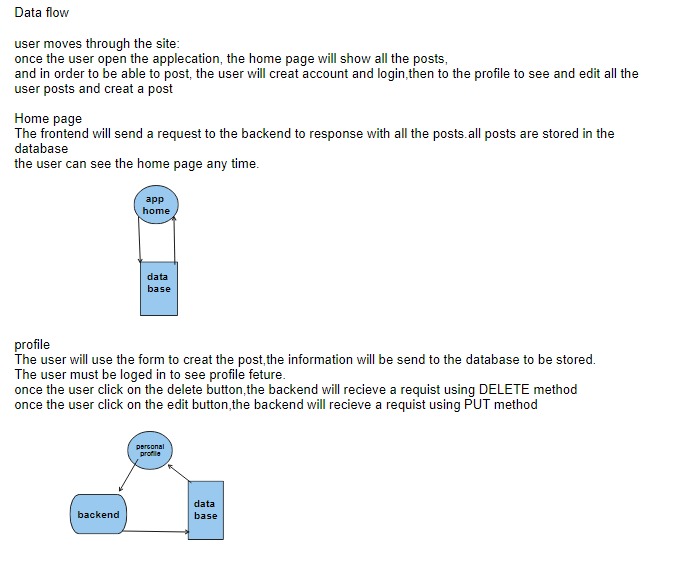 Data flow
user moves through the site:
once the user open the applecation, the home page will show all the posts,
and in order to be able to post, the user will creat account and login,then to the profile to see and edit all the
user posts and creat a post
Home page
The frontend will send a request to the backend to response with all the posts.all posts are stored in the
database
the user can see the home page any time.
app
home
data
base
profile
The user will use the form to creat the post,the information will be send to the database to be stored.
The user must be loged in to see profile feture.
once the user click on the delete button,the backend will recieve a requist using DELETE method
once the user click on the edit button,the backend will recieve a requist using PUT method
personal
profile
backend
data
base